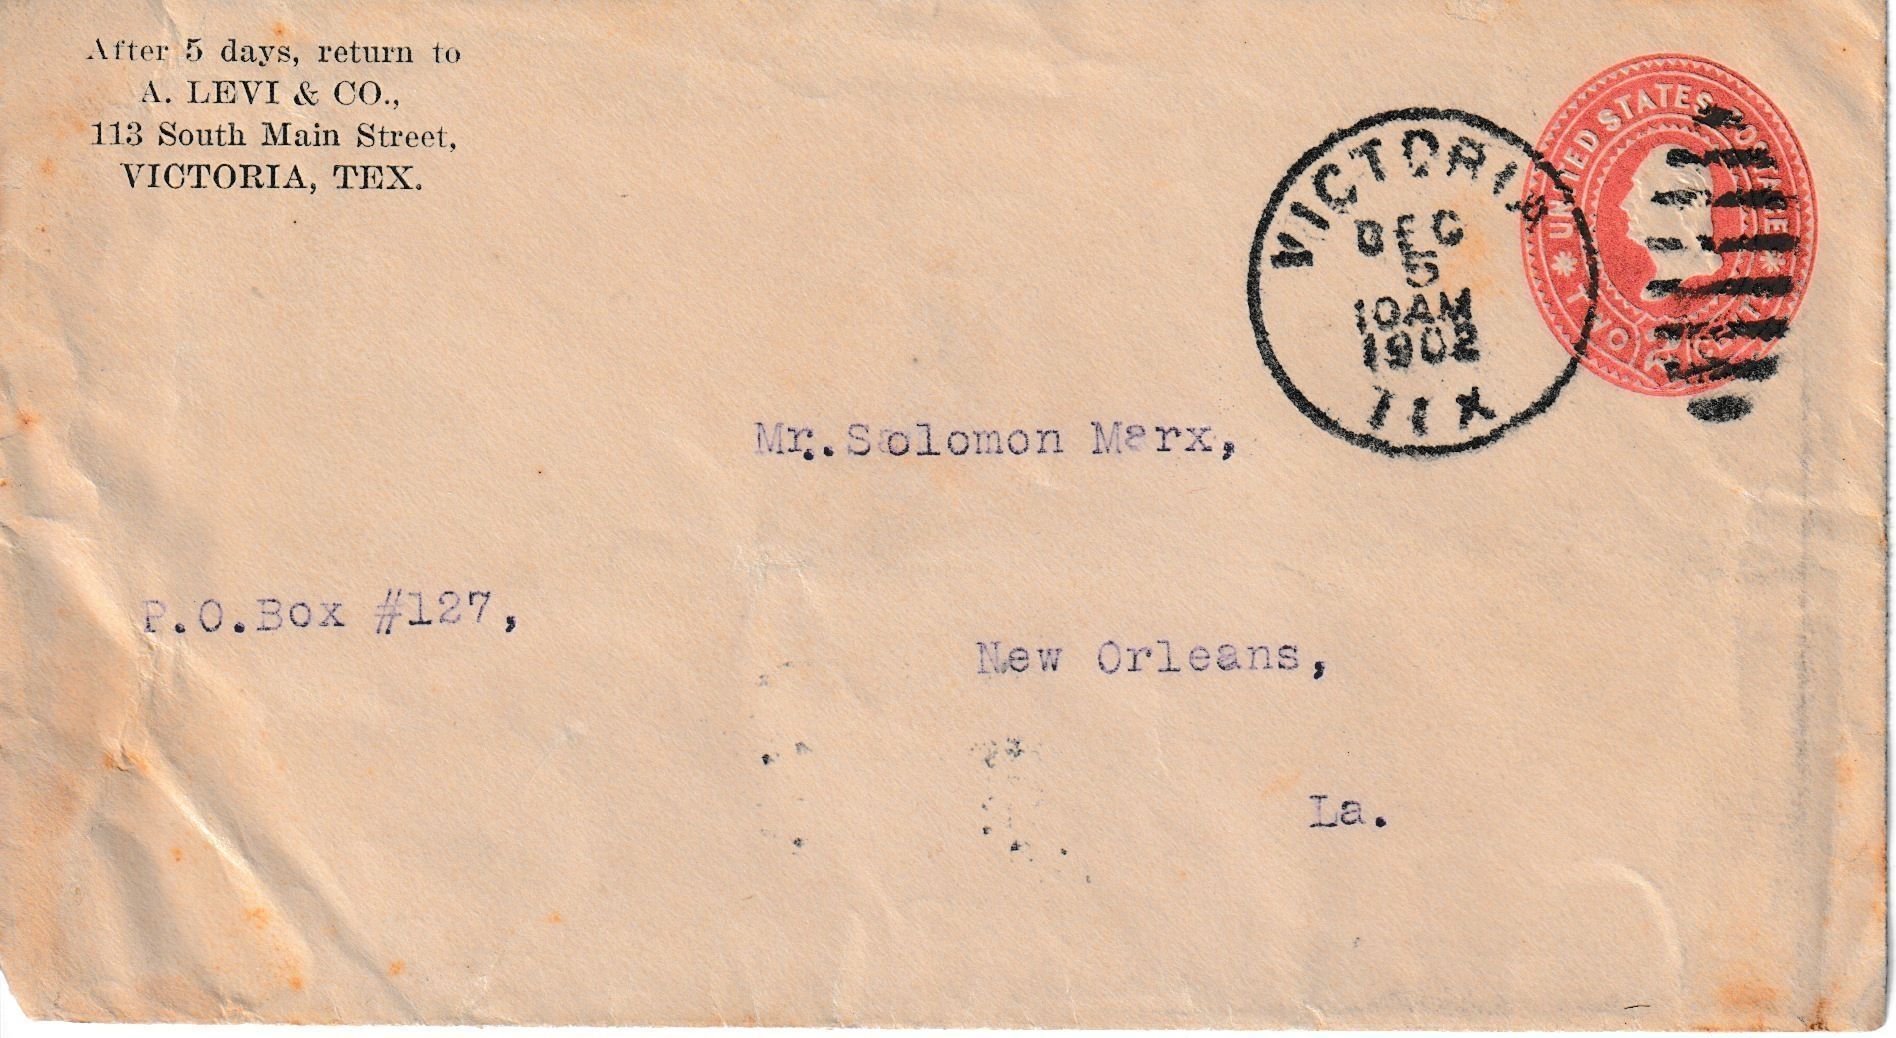 After 5 days, return to
A. LEVI & CO.,
113 South Main Street,
VICTORIA, TEX.
VICTORIA
DEC
5
10AM
1902
TEX
UNITED STATES POSTAGE
TWO CENTS
Mr. Solomon Marx,
P.O.Box #127,
New Orleans,
La.